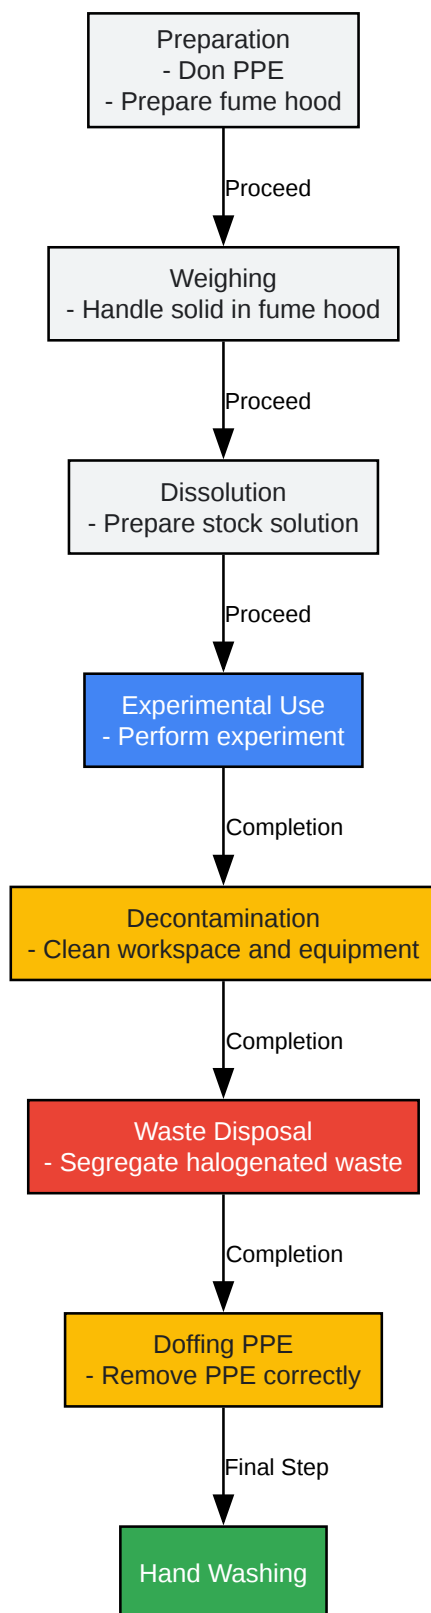 Preparation
- Don PPE
- Prepare fume hood
Proceed
Weighing
- Handle solid in fume hood
Proceed
Dissolution
- Prepare stock solution
Proceed
Experimental Use
- Perform experiment
Completion
Decontamination
- Clean workspace and equipment
Completion
Waste Disposal
- Segregate halogenated waste
Completion
Doffing PPE
- Remove PPE correctly
Final Step
Hand Washing